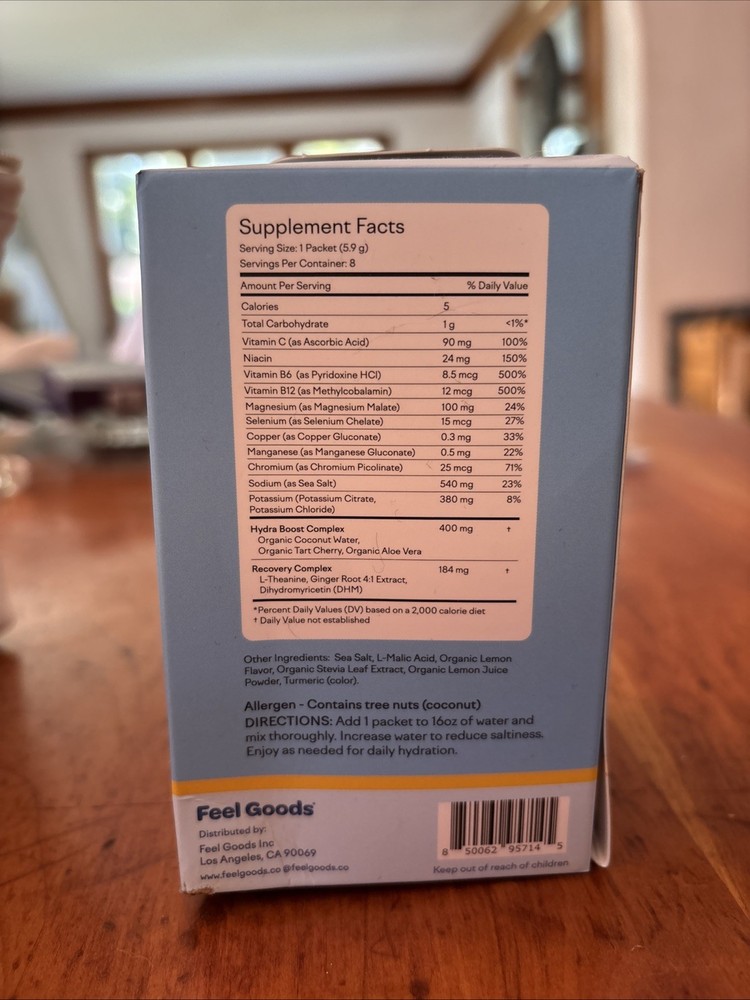 Supplement Facts
Serving Size: 1 Packet (5.9 g)
Servings Per Container: 8
Amount Per Serving % Daily Value
Calories 5
Total Carbohydrate 1 g <1%*
Vitamin C (as Ascorbic Acid) 90 mg 100%
Niacin 24 mg 150%
Vitamin B6 (as Pyridoxine HCl) 8.5 mcg 500%
Vitamin B12 (as Methylcobalamin) 12 mcg 500%
Magnesium (as Magnesium Malate) 100 mg 24%
Selenium (as Selenium Chelate) 15 mcg 27%
Copper (as Copper Gluconate) 0.3 mg 33%
Manganese (as Manganese Gluconate) 0.5 mg 22%
Chromium (as Chromium Picolinate) 25 mcg 71%
Sodium (as Sea Salt) 540 mg 23%
Potassium (Potassium Citrate, 380 mg 8%
Potassium Chloride)
Hydra Boost Complex 400 mg †
Organic Coconut Water,
Organic Tart Cherry, Organic Aloe Vera
Recovery Complex 184 mg †
L-Theanine, Ginger Root 4:1 Extract,
Dihydromyricetin (DHM)
*Percent Daily Values (DV) based on a 2,000 calorie diet
† Daily Value not established
Other Ingredients: Sea Salt, L-Malic Acid, Organic Lemon
Flavor, Organic Stevia Leaf Extract, Organic Lemon Juice
Powder, Turmeric (color).
Allergen - Contains tree nuts (coconut)
DIRECTIONS: Add 1 packet to 16oz of water and
mix thoroughly. Increase water to reduce saltiness.
Enjoy as needed for daily hydration.
Feel Goods
Distributed by:
Feel Goods Inc
Los Angeles, CA 90069
www.feelgoods.co @feelgoods.co
8 50062 95714 5
Keep out of reach of children.